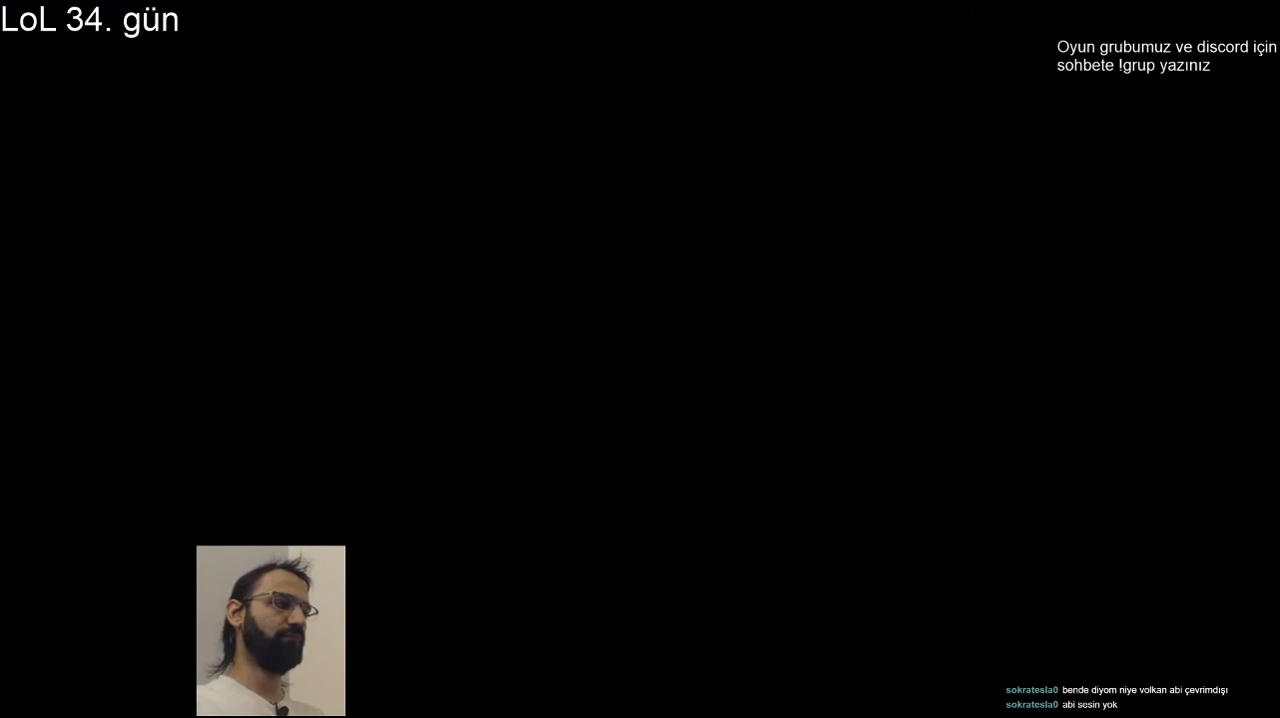 LoL 34. gün
Oyun grubumuz ve discord için
sohbete !grup yazınız
sokratesla0 bende diyom niye volkan abi çevrimdışı
sokratesla0 abi sesin yok